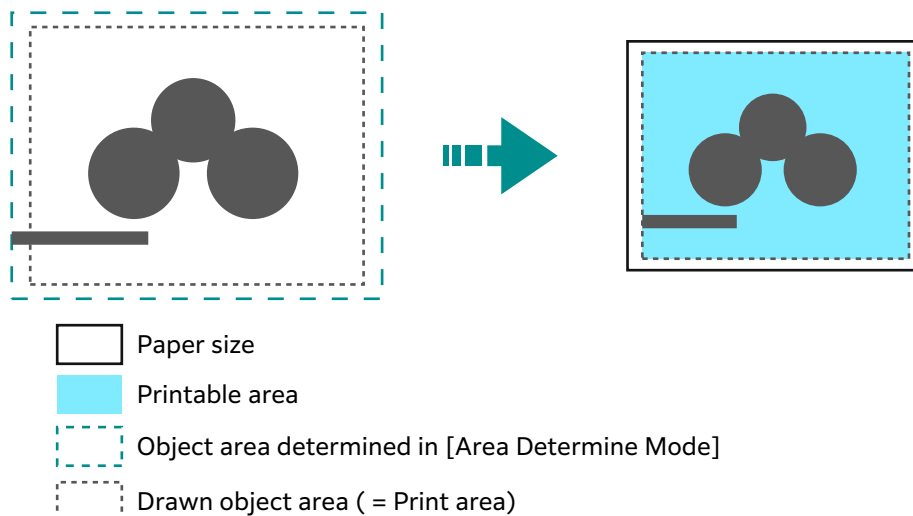 Paper size
Printable area
Object area determined in [Area Determine Mode]
Drawn object area ( = Print area)